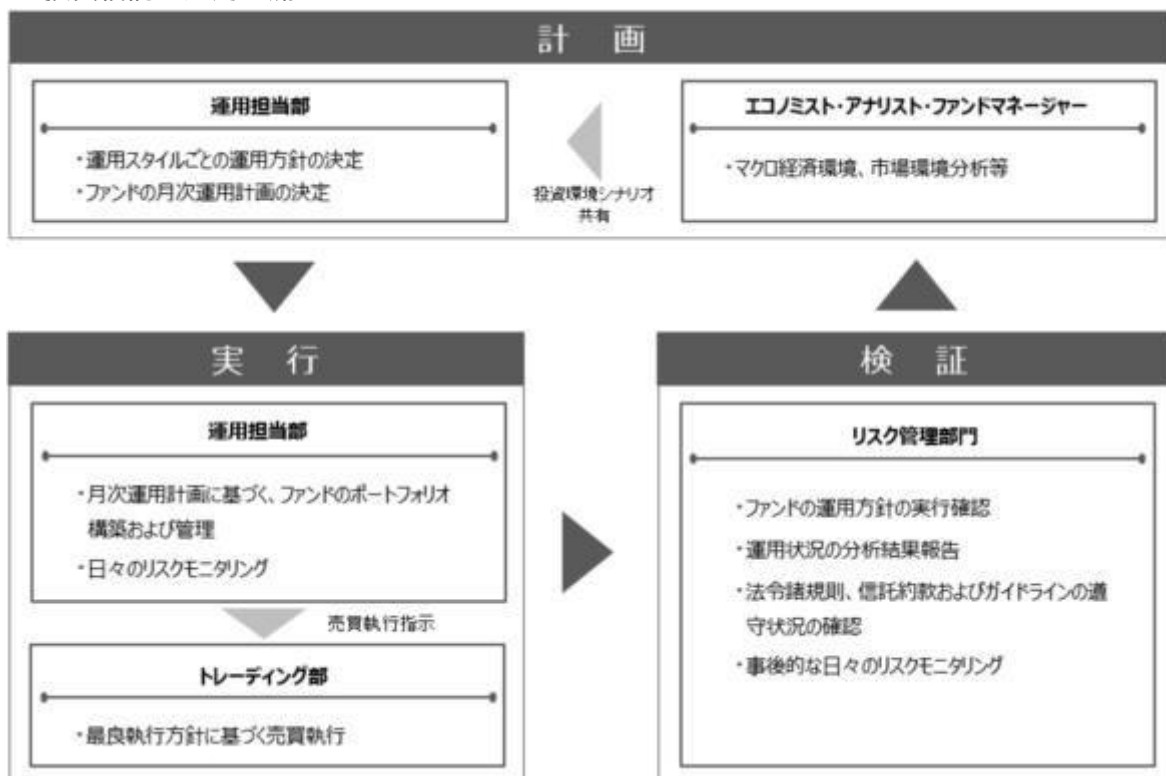 計 画
運用担当部
・運用スタイルごとの運用方針の決定
・ファンドの月次運用計画の決定
投資環境シナリオ
共有
エコノミスト・アナリスト・ファンドマネージャー
・マクロ経済環境、市場環境分析等
実 行
運用担当部
・月次運用計画に基づく、ファンドのポートフォリオ
構築および管理
・日々のリスクモニタリング
売買執行指示
トレーディング部
・最良執行方針に基づく売買執行
検 証
リスク管理部門
・ファンドの運用方針の実行確認
・運用状況の分析結果報告
・法令諸規則、信託約款およびガイドラインの遵
守状況の確認
・事後的な日々のリスクモニタリング